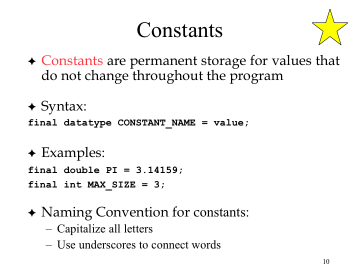 Constants
✦ Constants are permanent storage for values that
do not change throughout the program
✦ Syntax:
final datatype CONSTANT_NAME = value;
✦ Examples:
final double PI = 3.14159;
final int MAX_SIZE = 3;
✦ Naming Convention for constants:
– Capitalize all letters
– Use underscores to connect words
10